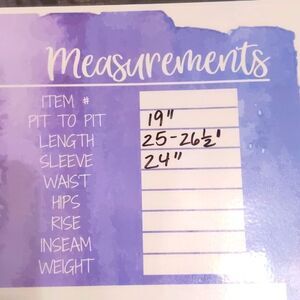 Measurements
ITEM #
PIT TO PIT 19"
LENGTH 25-26½"
SLEEVE 24"
WAIST
HIPS
RISE
INSEAM
WEIGHT